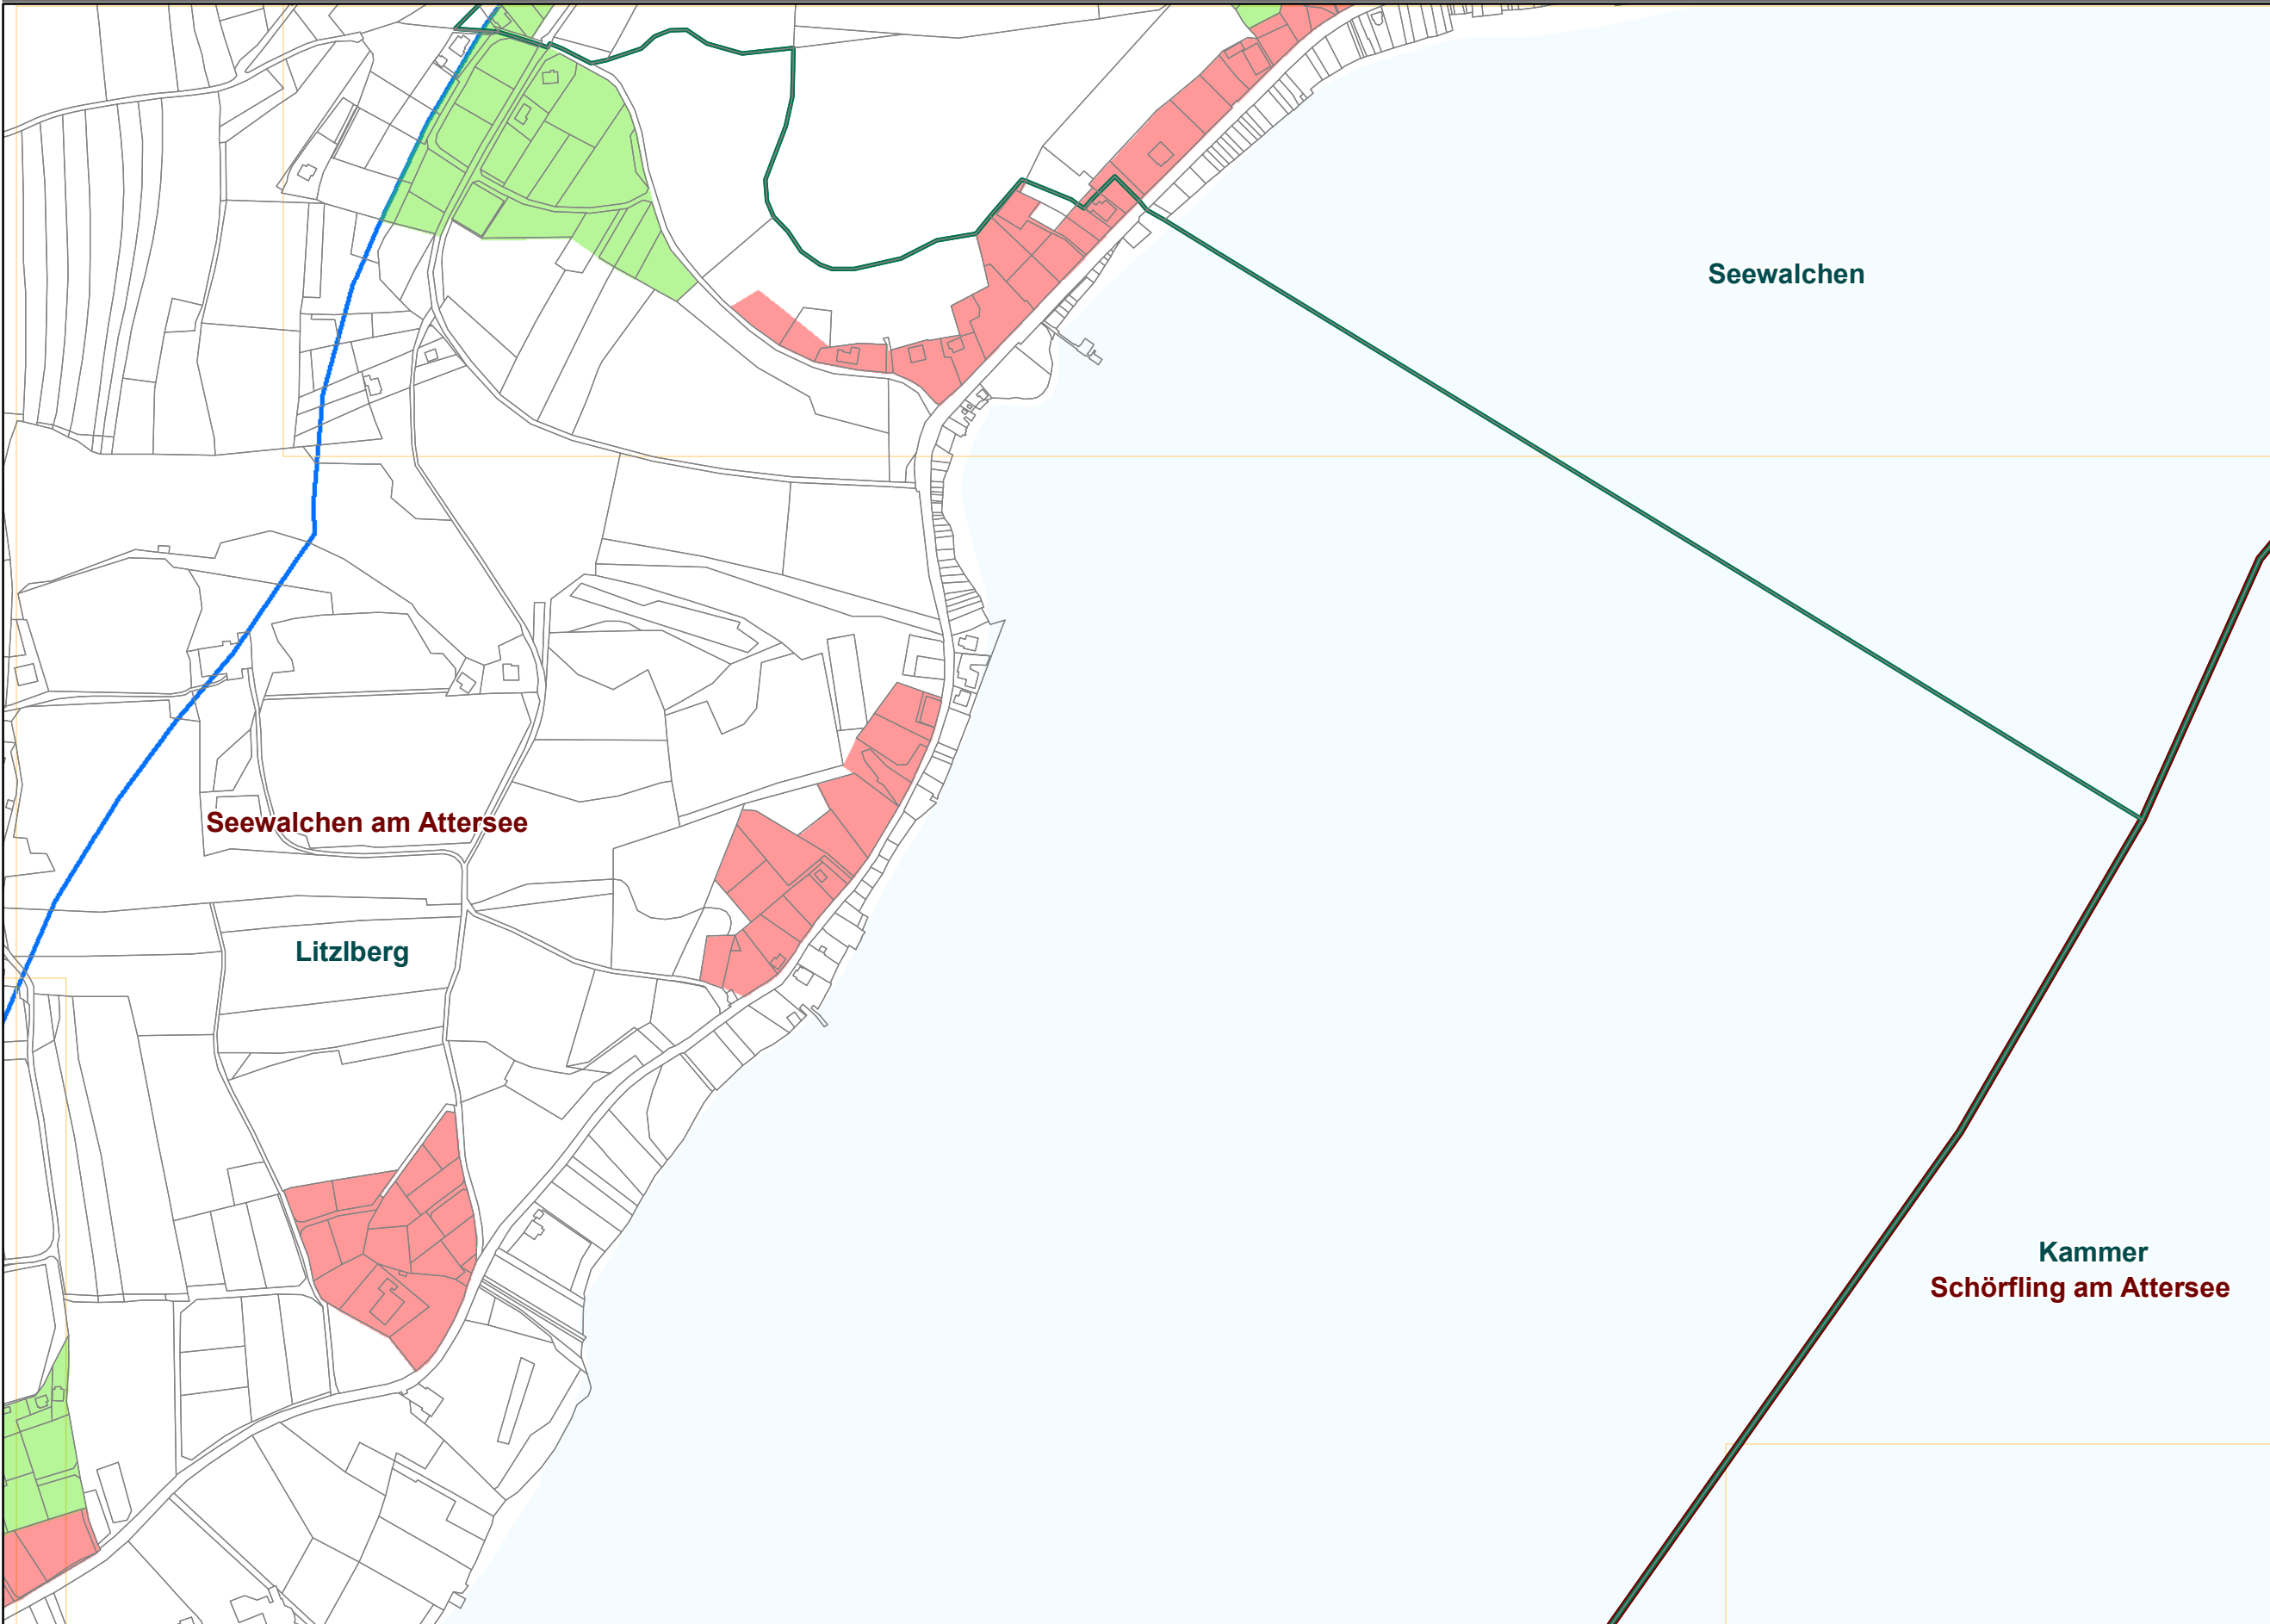 Seewalchen
Seewalchen am Attersee
Litzlberg
Kammer
Schörfling am Attersee